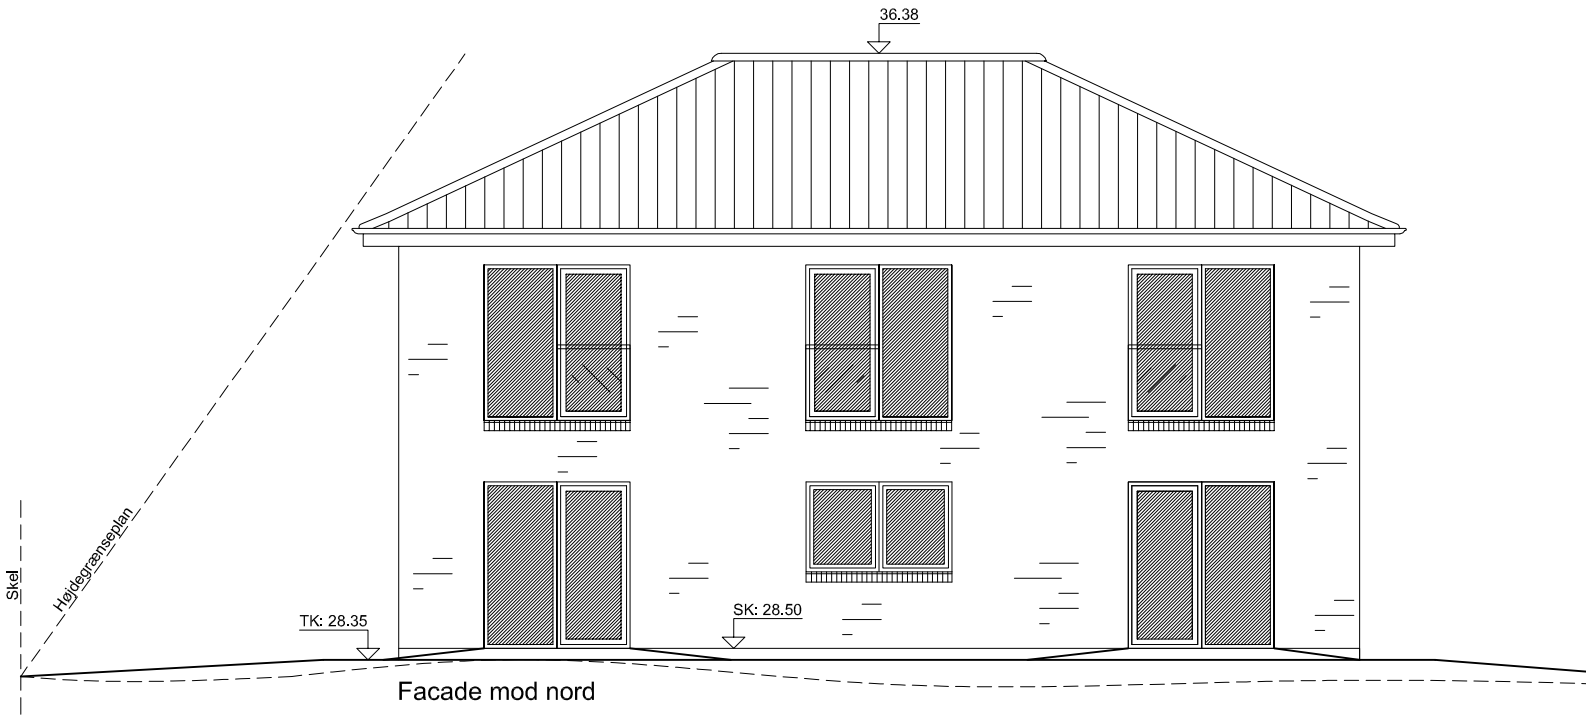 36.38
Skel
Højdegrænseplan
TK: 28.35
SK: 28.50
Facade mod nord